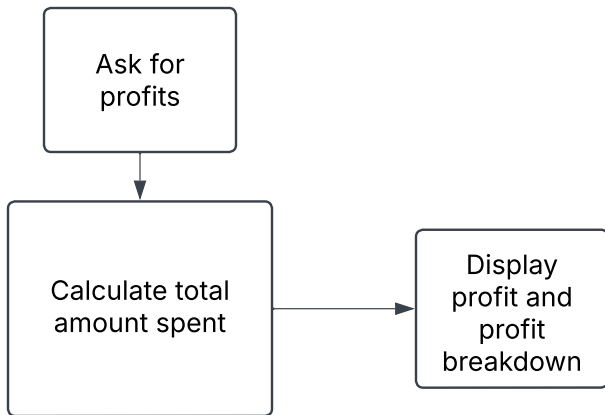 Ask for
profits
Calculate total
amount spent
Display
profit and
profit
breakdown